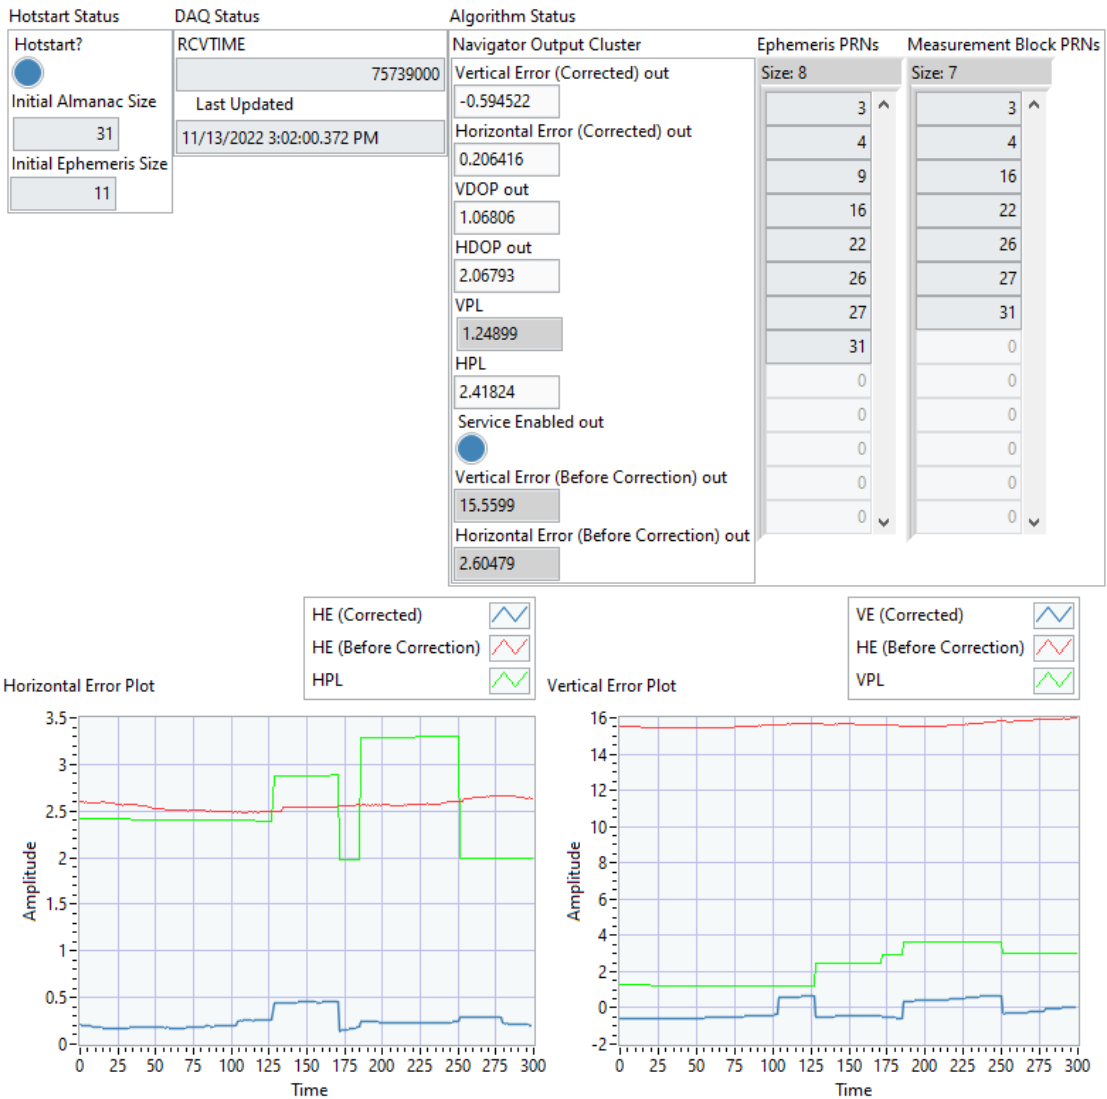 Hotstart Status
Hotstart?
Initial Almanac Size
31
Initial Ephemeris Size
11
DAQ Status
RCVTIME
75739000
Last Updated
11/13/2022 3:02:00.372 PM
Algorithm Status
Navigator Output Cluster
Vertical Error (Corrected) out
-0.594522
Horizontal Error (Corrected) out
0.206416
VDOP out
1.06806
HDOP out
2.06793
VPL
1.24899
HPL
2.41824
Service Enabled out
Vertical Error (Before Correction) out
15.5599
Horizontal Error (Before Correction) out
2.60479
Ephemeris PRNs
Size: 8
3
4
9
16
22
26
27
31
0
0
0
0
0
Measurement Block PRNs
Size: 7
3
4
16
22
26
27
31
0
0
0
0
0
0
HE (Corrected)
HE (Before Correction)
HPL
Horizontal Error Plot
3.5
3
2.5
2
1.5
1
0.5
0
Amplitude
0 25 50 75 100 125 150 175 200 225 250 275 300
Time
VE (Corrected)
HE (Before Correction)
VPL
Vertical Error Plot
16
14
12
10
8
6
4
2
0
-2
Amplitude
0 25 50 75 100 125 150 175 200 225 250 275 300
Time